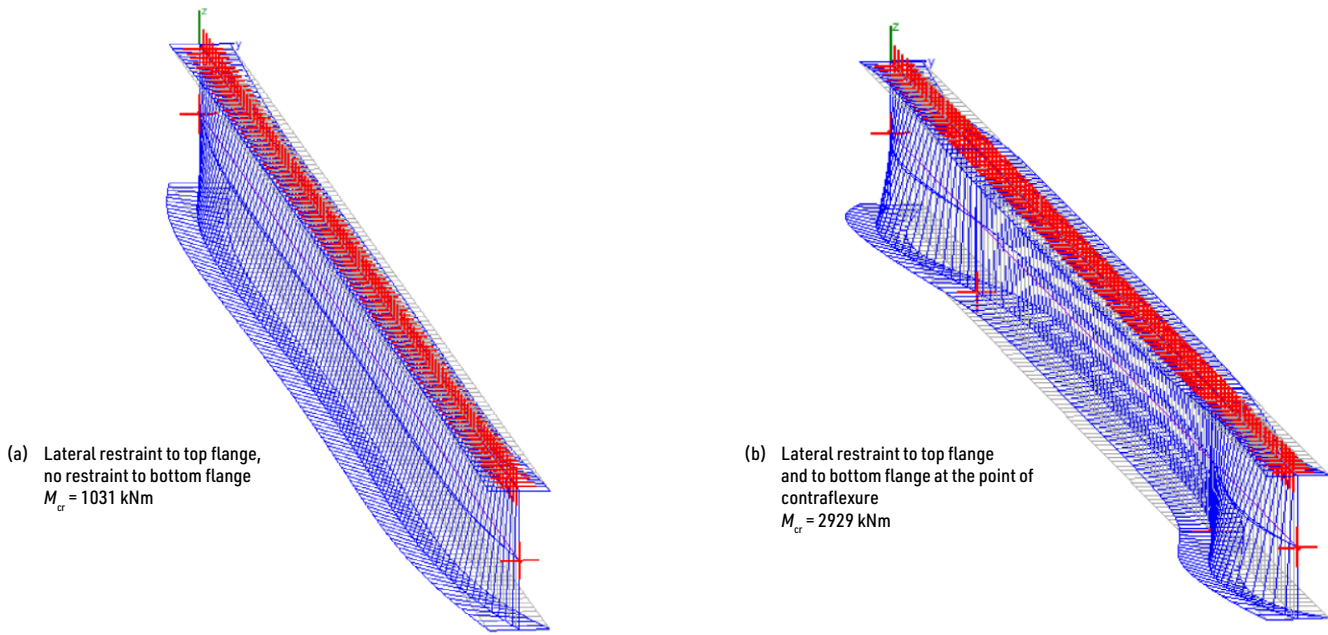 z
y
(a) Lateral restraint to top flange,
no restraint to bottom flange
Mcr = 1031 kNm
z
y
(b) Lateral restraint to top flange
and to bottom flange at the point of
contraflexure
Mcr = 2929 kNm